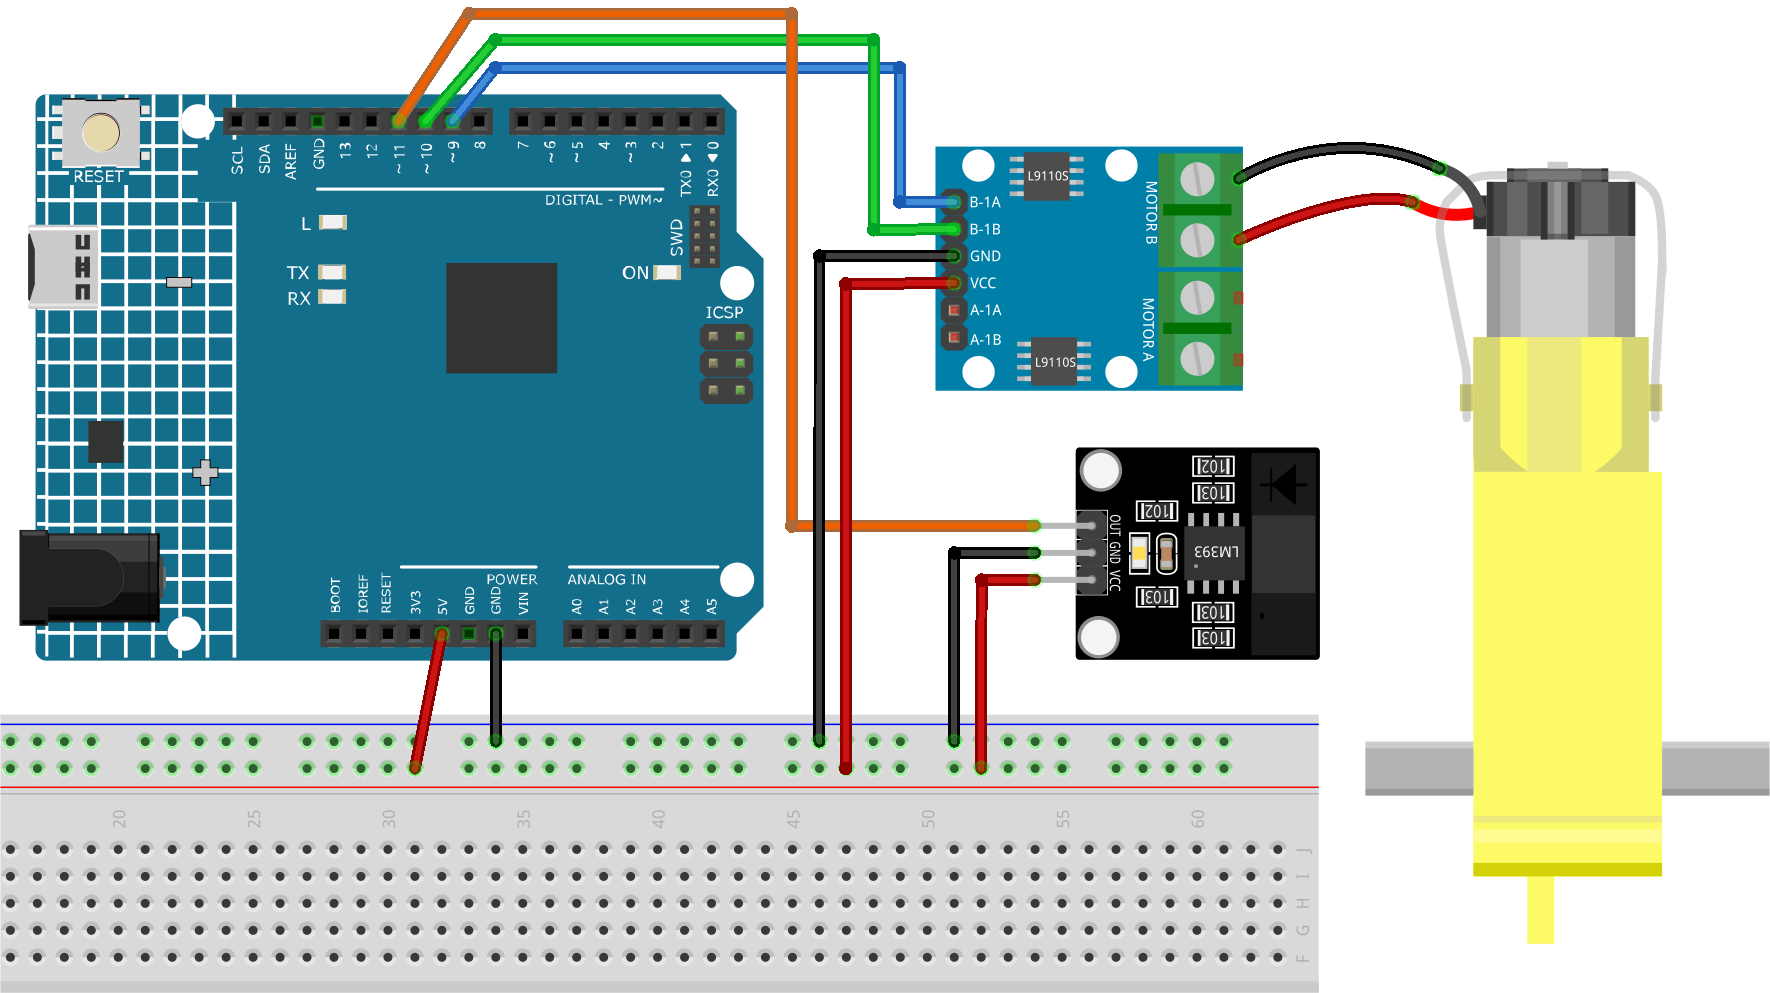 RESET
SCL
SDA
AREF
GND
13
12
~11
~10
~9
8
7
~6
~5
4
~3
2
TX0 ▶ 1
RX0 ◀ 0
DIGITAL - PWM~
L
TX
RX
SWD
ON
ICSP
POWER
ANALOG IN
BOOT
IOREF
RESET
3V3
5V
GND
GND
VIN
A0
A1
A2
A3
A4
A5
B-1A
B-1B
GND
VCC
A-1A
A-1B
L9110S
L9110S
MOTOR B
MOTOR A
OUT GND VCC
102
103
102
LM393
103
103
103
20
25
30
35
40
45
50
55
60
J
I
H
G
F